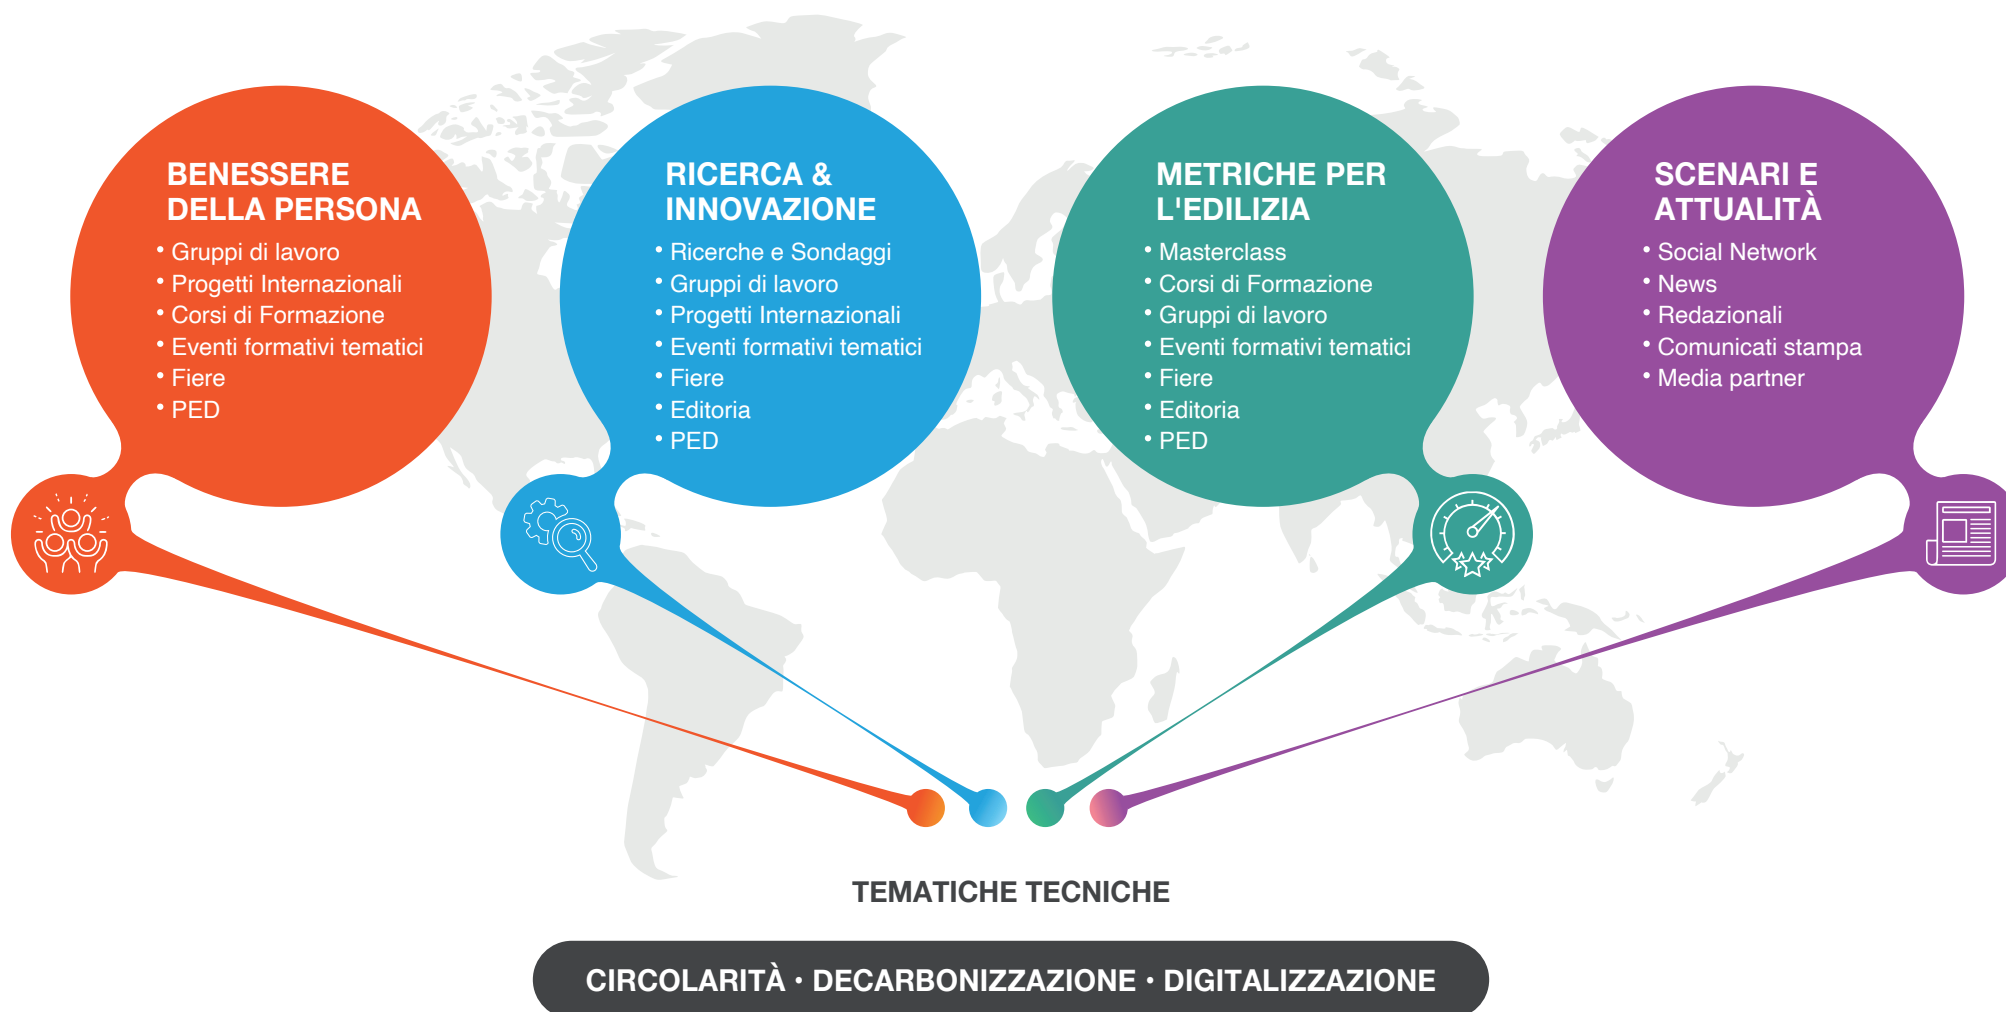 BENESSERE
DELLA PERSONA
• Gruppi di lavoro
• Progetti Internazionali
• Corsi di Formazione
• Eventi formativi tematici
• Fiere
• PED
RICERCA &
INNOVAZIONE
• Ricerche e Sondaggi
• Gruppi di lavoro
• Progetti Internazionali
• Eventi formativi tematici
• Fiere
• Editoria
• PED
METRICHE PER
L'EDILIZIA
• Masterclass
• Corsi di Formazione
• Gruppi di lavoro
• Eventi formativi tematici
• Fiere
• Editoria
• PED
SCENARI E
ATTUALITÀ
• Social Network
• News
• Redazionali
• Comunicati stampa
• Media partner
TEMATICHE TECNICHE
CIRCOLARITÀ • DECARBONIZZAZIONE • DIGITALIZZAZIONE